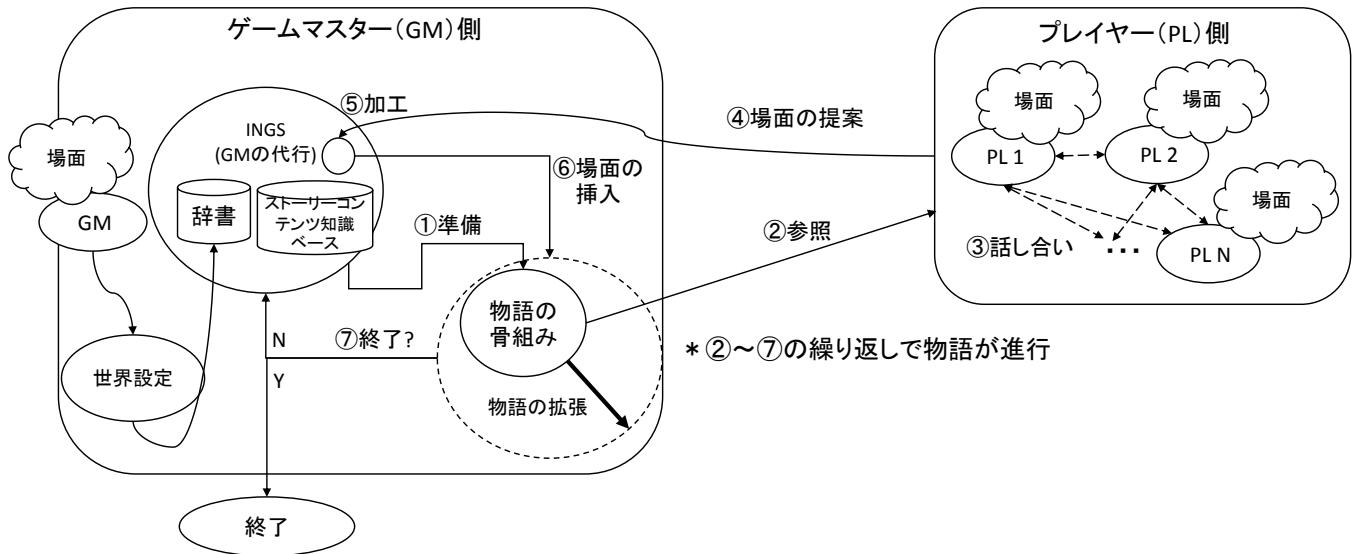 ゲームマスター（GM）側
プレイヤー（PL）側
⑤加工
INGS
(GMの代行)
場面
GM
辞書
ストーリーコン
テンツ知識
ベース
①準備
⑥場面の
挿入
④場面の提案
②参照
場面
PL 1
場面
PL 2
場面
PL N
③話し合い
･･･
物語の
骨組み
物語の拡張
⑦終了?
N
Y
世界設定
終了
＊②～⑦の繰り返しで物語が進行